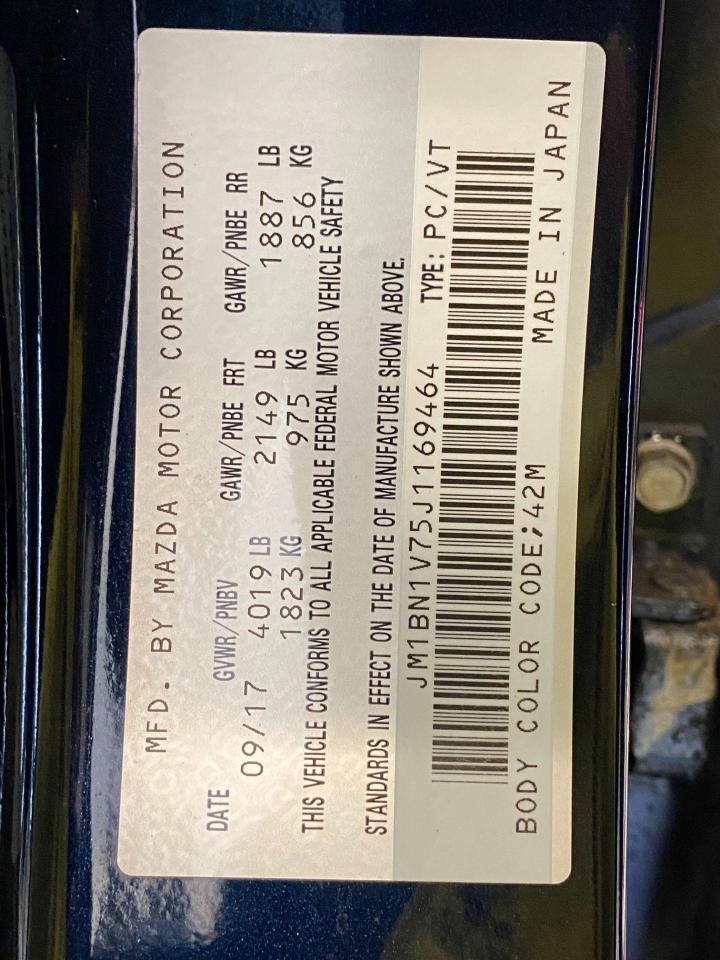 MFD. BY MAZDA MOTOR CORPORATION
DATE GVWR/PNBV GAWR/PNBE FRT GAWR/PNBE RR
09/17 4019 LB 2149 LB 1887 LB
1823 KG 975 KG 856 KG
THIS VEHICLE CONFORMS TO ALL APPLICABLE FEDERAL MOTOR VEHICLE SAFETY
STANDARDS IN EFFECT ON THE DATE OF MANUFACTURE SHOWN ABOVE.
JM1BN1V75J1169464 TYPE: PC/VT
BODY COLOR CODE;42M MADE IN JAPAN